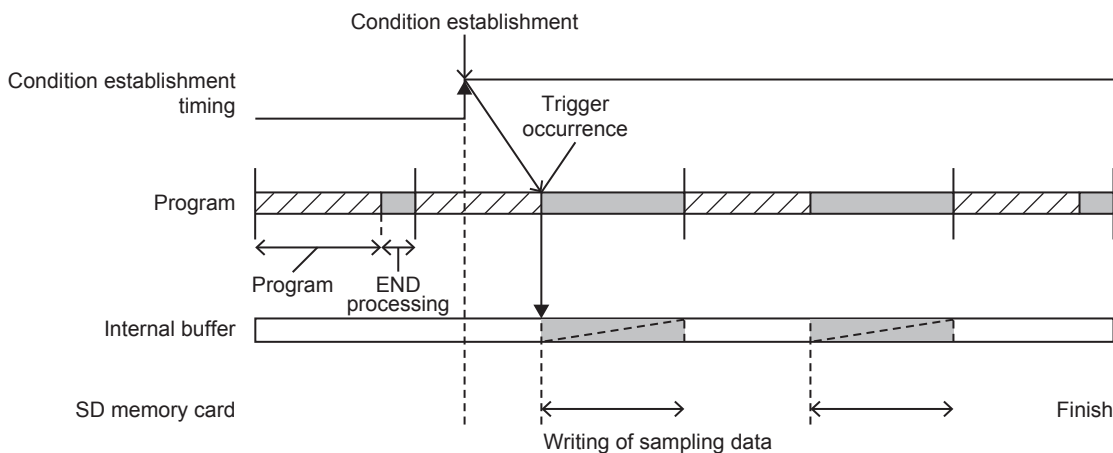 Condition establishment
Condition establishment
timing
Trigger
occurrence
Program
Program
END
processing
Internal buffer
SD memory card
Finish
Writing of sampling data